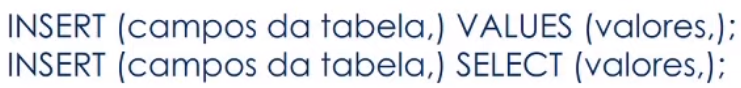 INSERT (campos da tabela,) VALUES (valores,);
INSERT (campos da tabela,) SELECT (valores,);